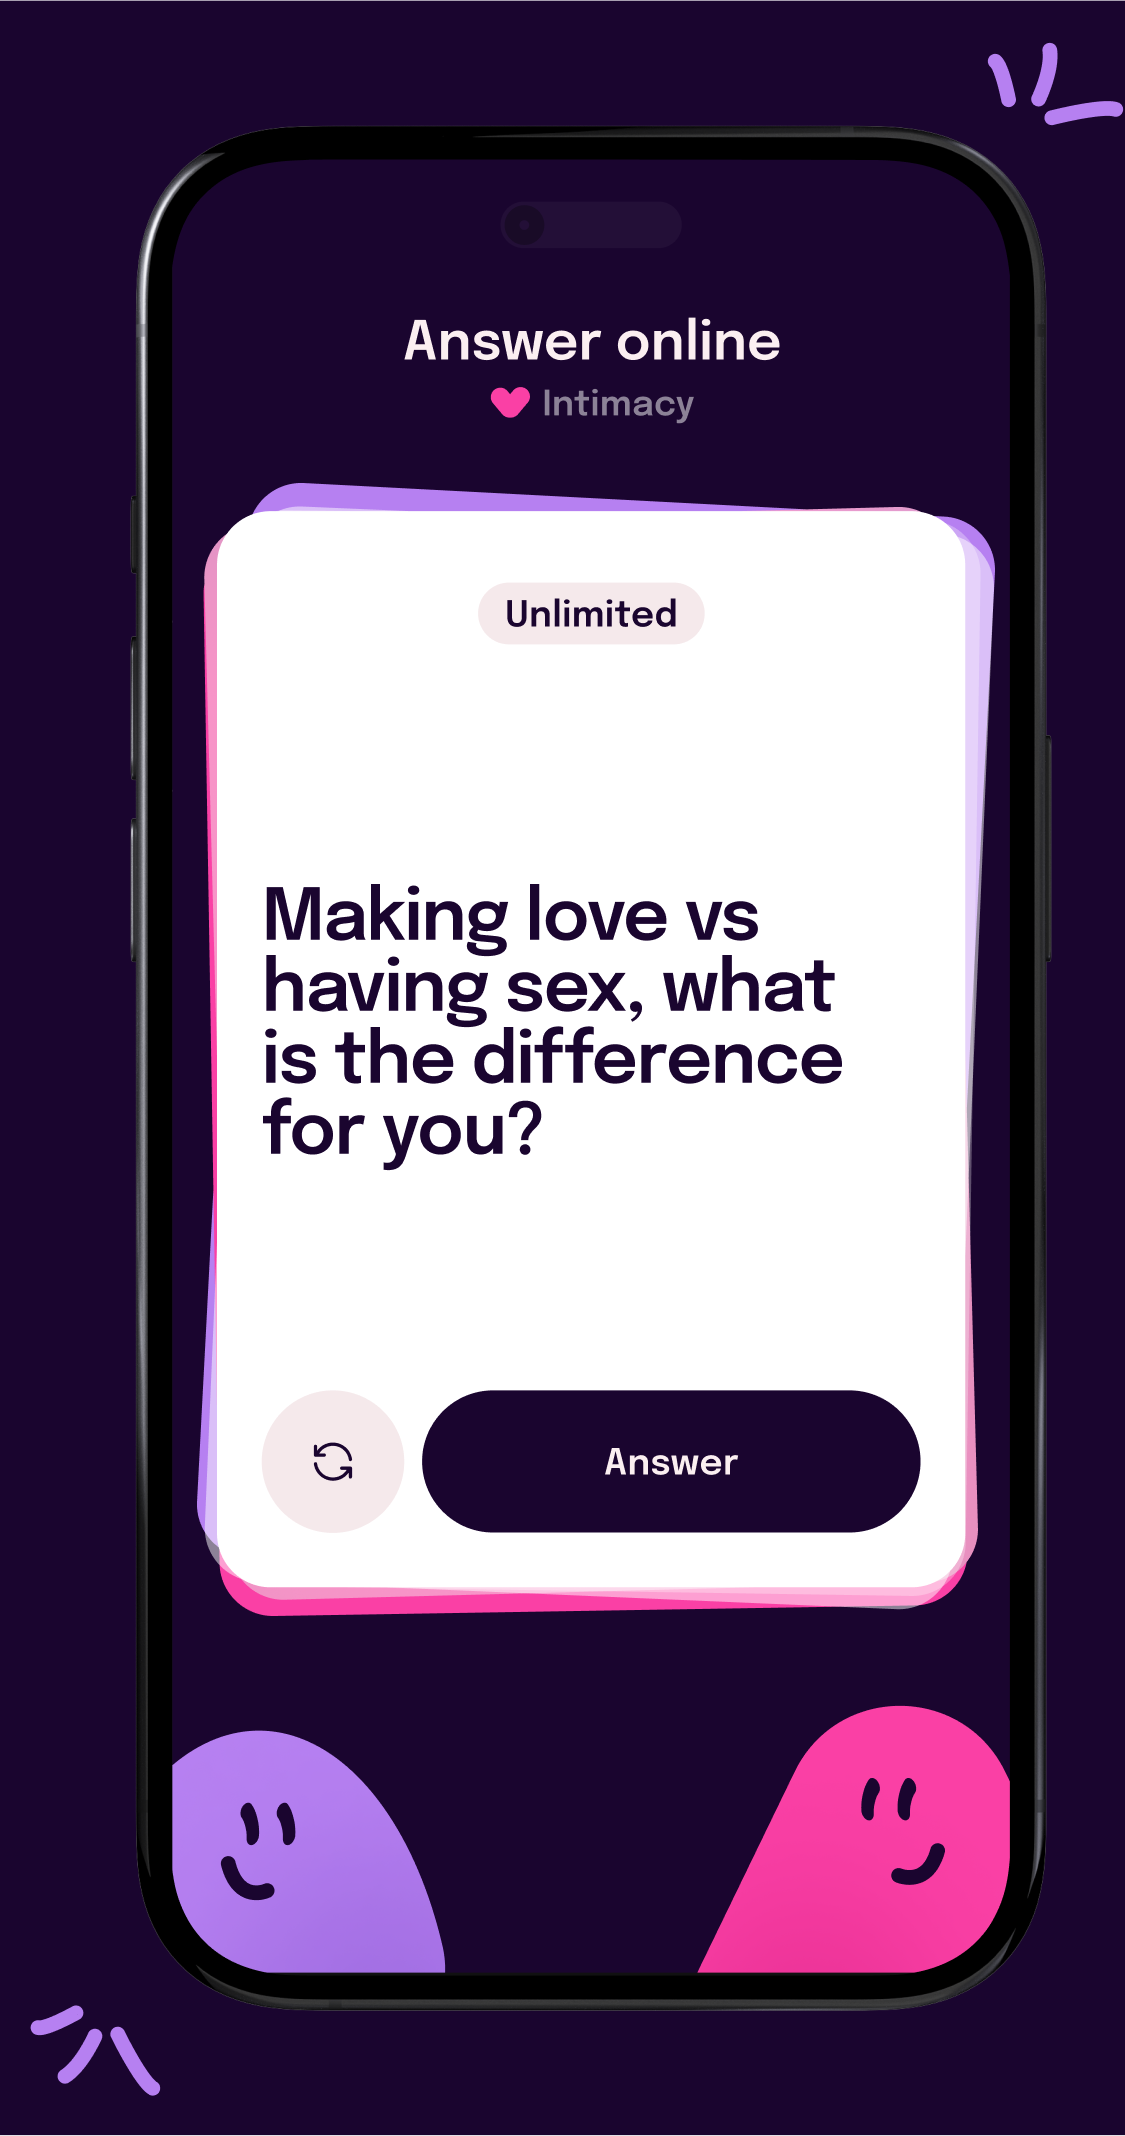 Answer online
Intimacy
Unlimited
Making love vs
having sex, what
is the difference
for you?
Answer